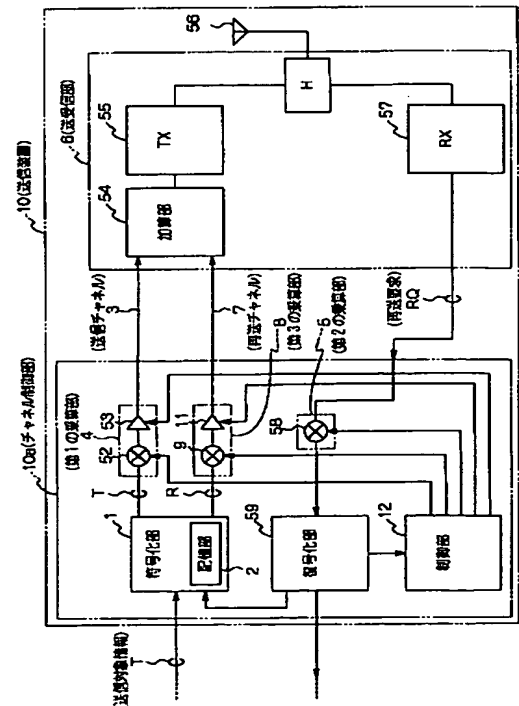 10(送信装置)
10a(チャネル制御部)
6(送受信部)
56
H
55
TX
54
加算部
57
RX
(送信チャネル)
3
(再送チャネル)
7
(再送要求)
RQ
(第1の乗算部)
4
53
52
T
11
9
R
8
(第3の乗算部)
5
(第2の乗算部)
58
1
符号化部
記憶部
2
59
復号化部
12
制御部
送信対象情報)
T